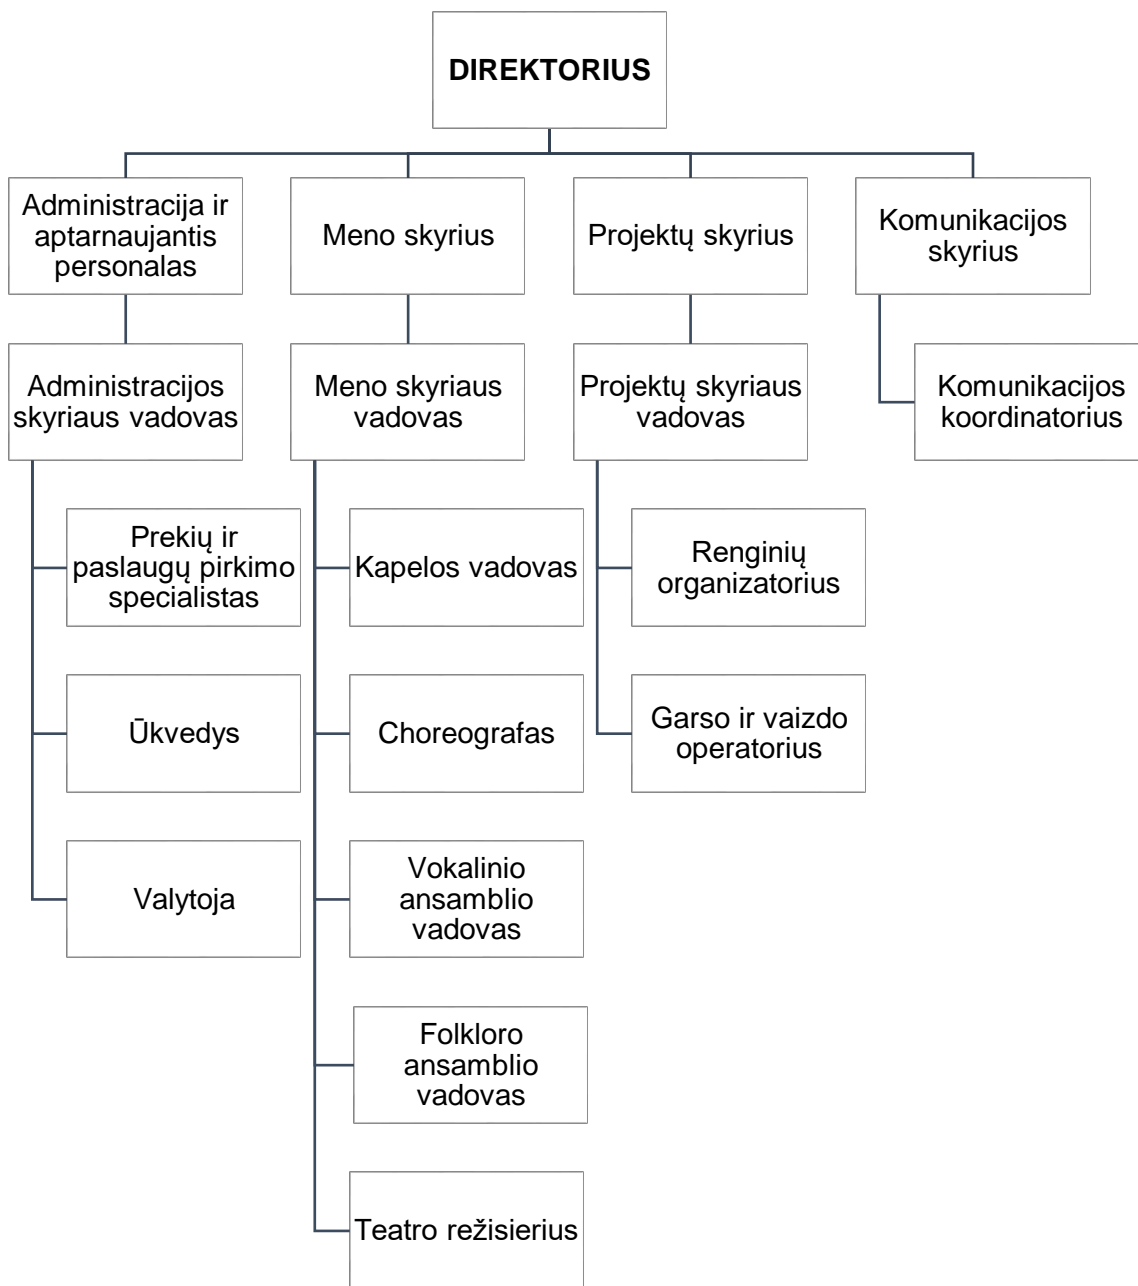 DIREKTORIUS
Administracija ir
aptarnaujantis
personalas
Meno skyrius
Projektų skyrius
Komunikacijos
skyrius
Administracijos
skyriaus vadovas
Meno skyriaus
vadovas
Projektų skyriaus
vadovas
Komunikacijos
koordinatorius
Prekių ir
paslaugų pirkimo
specialistas
Kapelos vadovas
Renginių
organizatorius
Ūkvedys
Choreografas
Garso ir vaizdo
operatorius
Valytoja
Vokalinio
ansamblio
vadovas
Folkloro
ansamblio
vadovas
Teatro režisierius